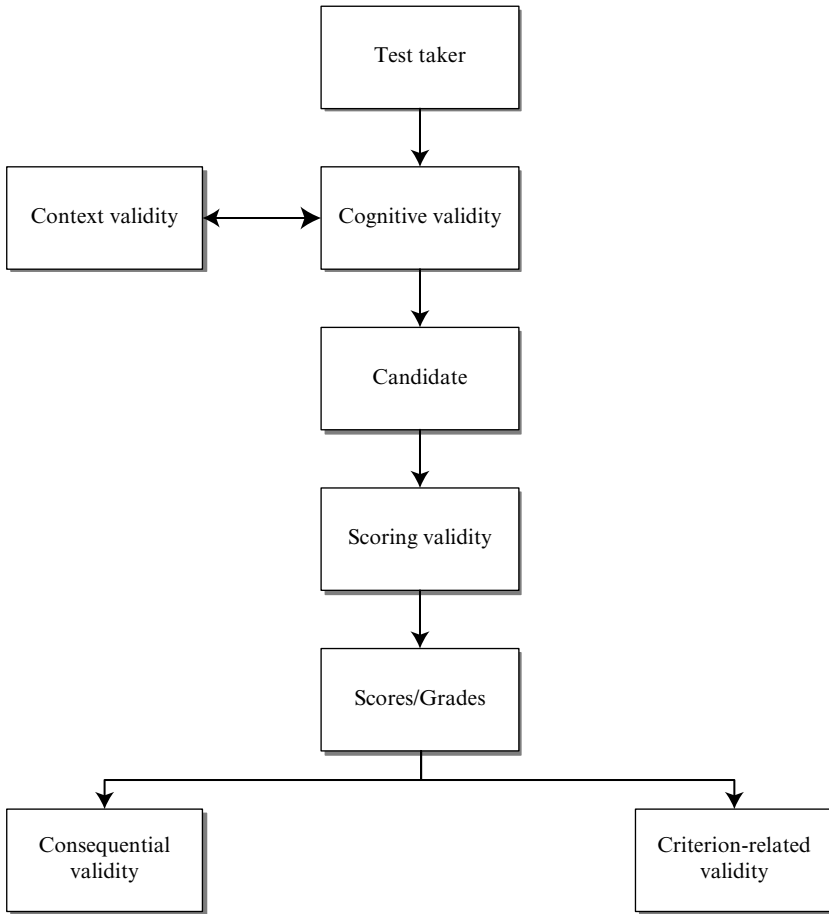 Test taker
Context validity
Cognitive validity
Candidate
Scoring validity
Scores/Grades
Consequential
validity
Criterion-related
validity